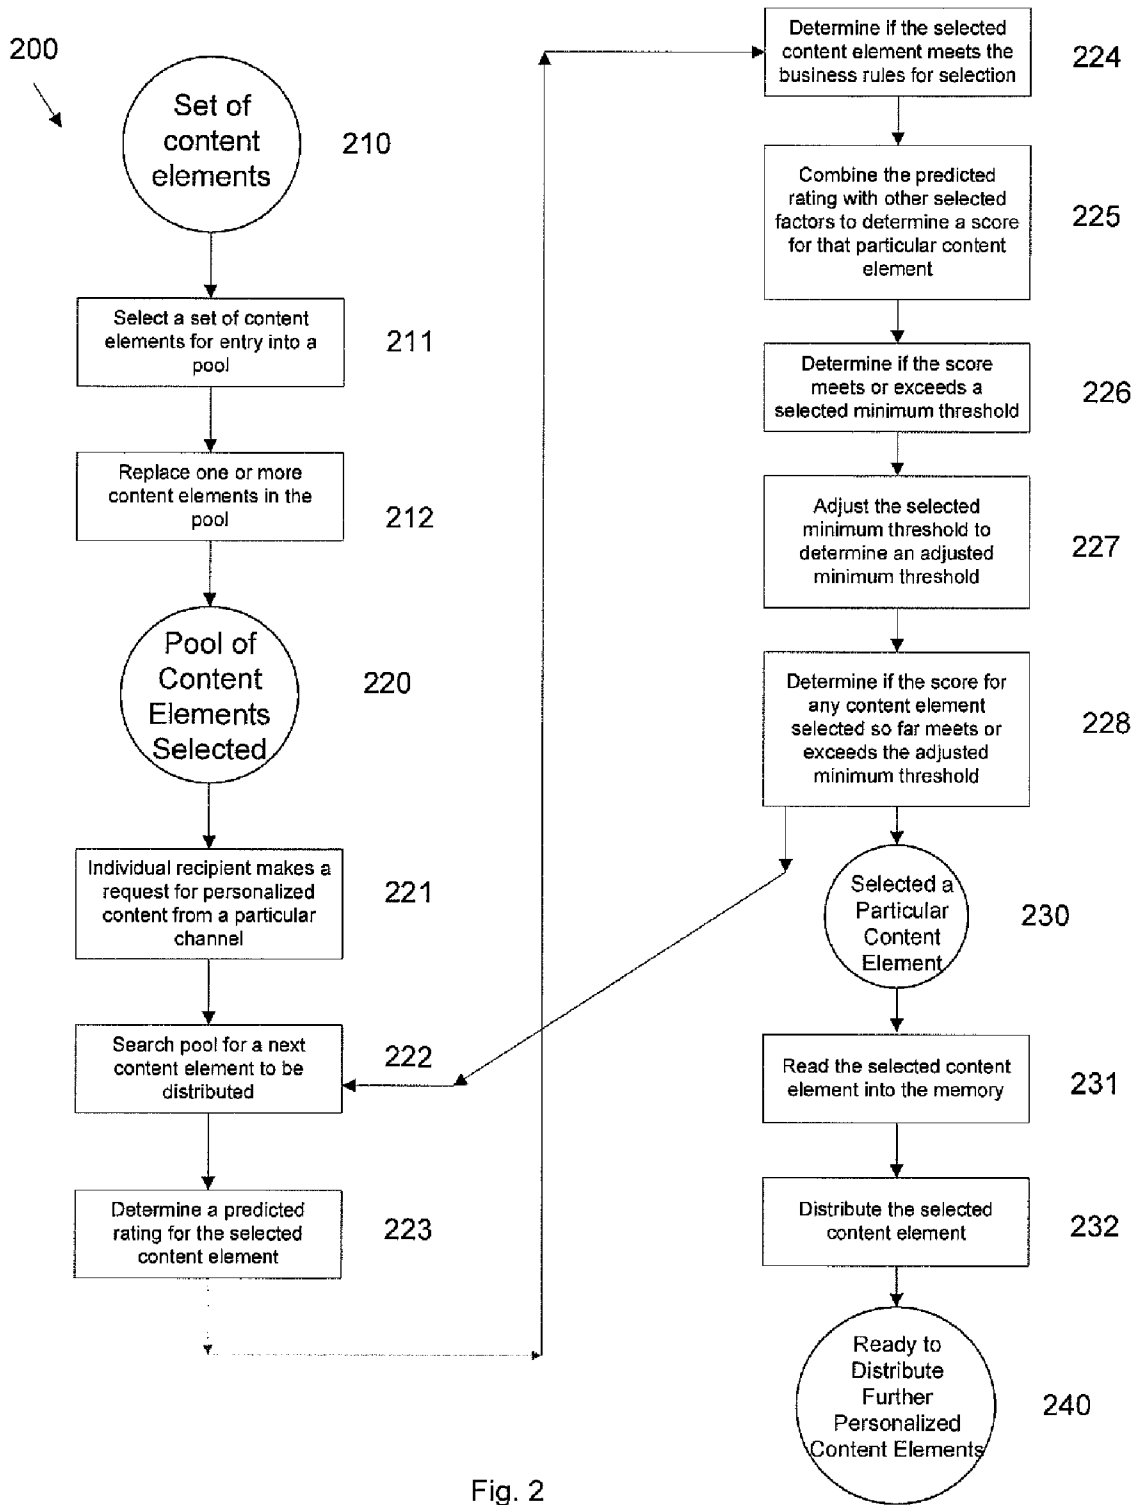 200
Set of
content
elements
210
Select a set of content
elements for entry into a
pool
211
Replace one or more
content elements in the
pool
212
Pool of
Content
Elements
Selected
220
Individual recipient makes a
request for personalized
content from a particular
channel
221
Search pool for a next
content element to be
distributed
222
Determine a predicted
rating for the selected
content element
223
Determine if the selected
content element meets the
business rules for selection
224
Combine the predicted
rating with other selected
factors to determine a score
for that particular content
element
225
Determine if the score
meets or exceeds a
selected minimum threshold
226
Adjust the selected
minimum threshold to
determine an adjusted
minimum threshold
227
Determine if the score for
any content element
selected so far meets or
exceeds the adjusted
minimum threshold
228
Selected a
Particular
Content
Element
230
Read the selected content
element into the memory
231
Distribute the selected
content element
232
Ready to
Distribute
Further
Personalized
Content Elements
240
Fig. 2